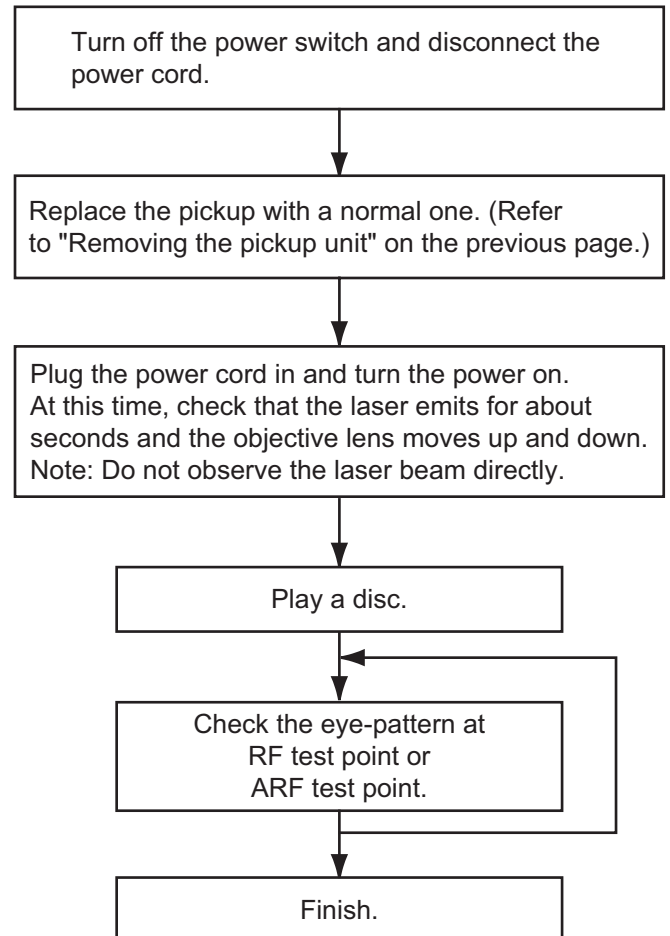 Turn off the power switch and disconnect the
power cord.
Replace the pickup with a normal one. (Refer
to "Removing the pickup unit" on the previous page.)
Plug the power cord in and turn the power on.
At this time, check that the laser emits for about
seconds and the objective lens moves up and down.
Note: Do not observe the laser beam directly.
Play a disc.
Check the eye-pattern at
RF test point or
ARF test point.
Finish.